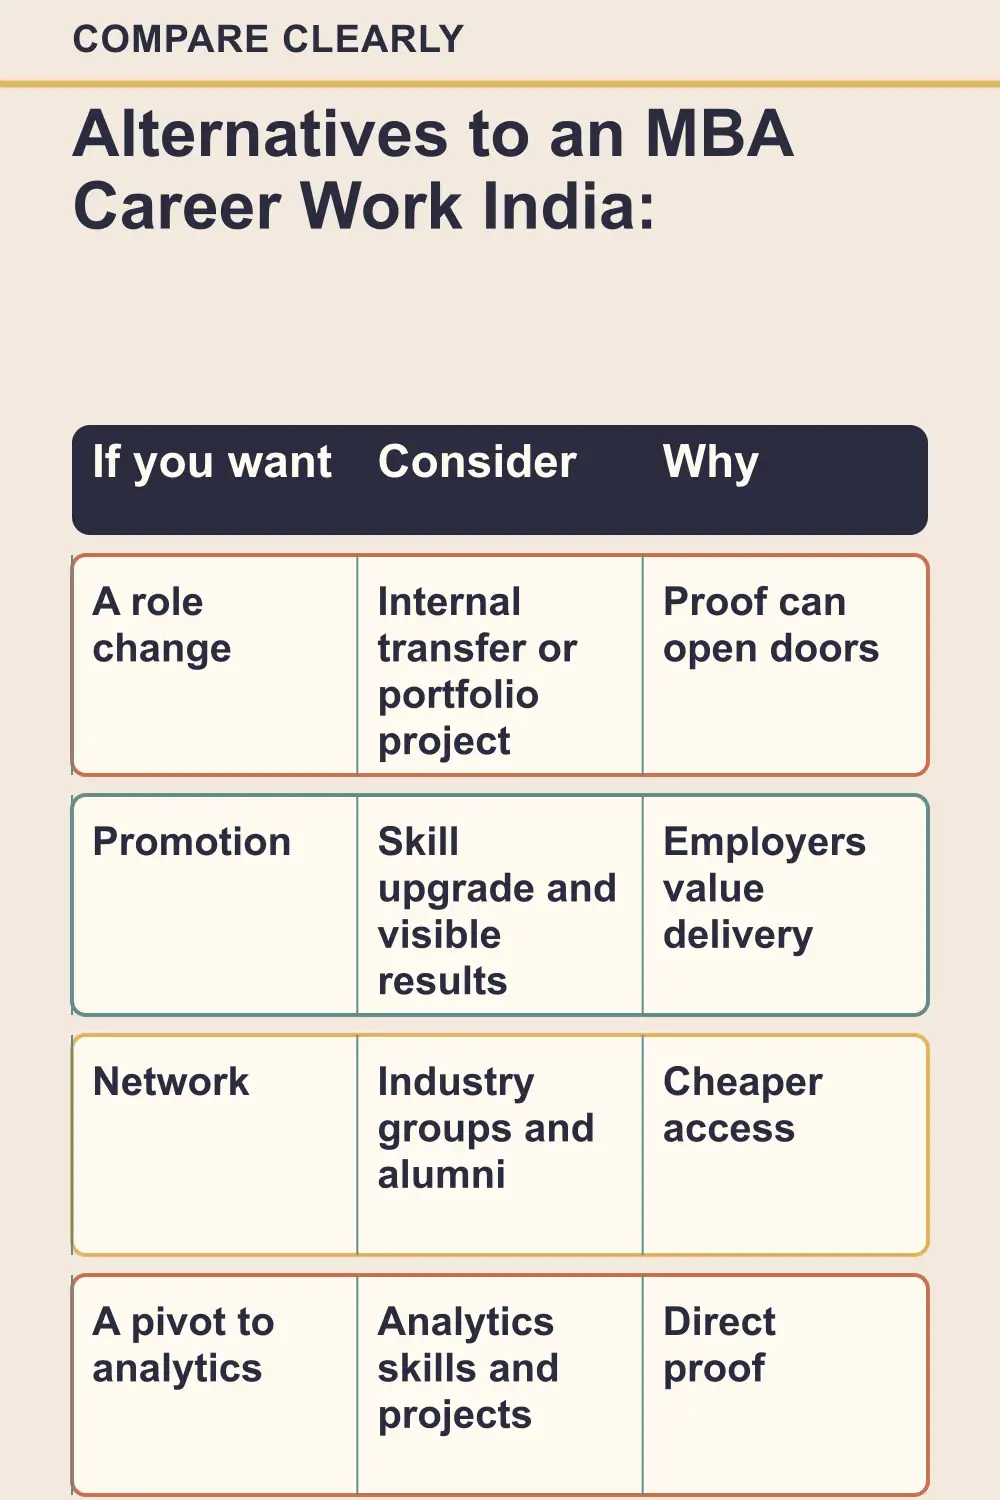 COMPARE CLEARLY
Alternatives to an MBA
Career Work India:
If you want
Consider
Why
A role
change
Internal
transfer or
portfolio
project
Proof can
open doors
Promotion
Skill
upgrade and
visible
results
Employers
value
delivery
Network
Industry
groups and
alumni
Cheaper
access
A pivot to
analytics
Analytics
skills and
projects
Direct
proof